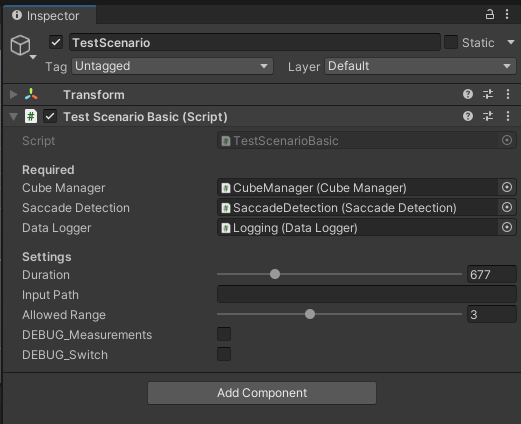 Inspector
TestScenario
Static
Tag Untagged Layer Default
Transform
# Test Scenario Basic (Script)
Script # TestScenarioBasic
Required
Cube Manager # CubeManager (Cube Manager)
Saccade Detection # SaccadeDetection (Saccade Detection)
Data Logger # Logging (Data Logger)
Settings
Duration 677
Input Path
Allowed Range 3
DEBUG_Measurements
DEBUG_Switch
Add Component